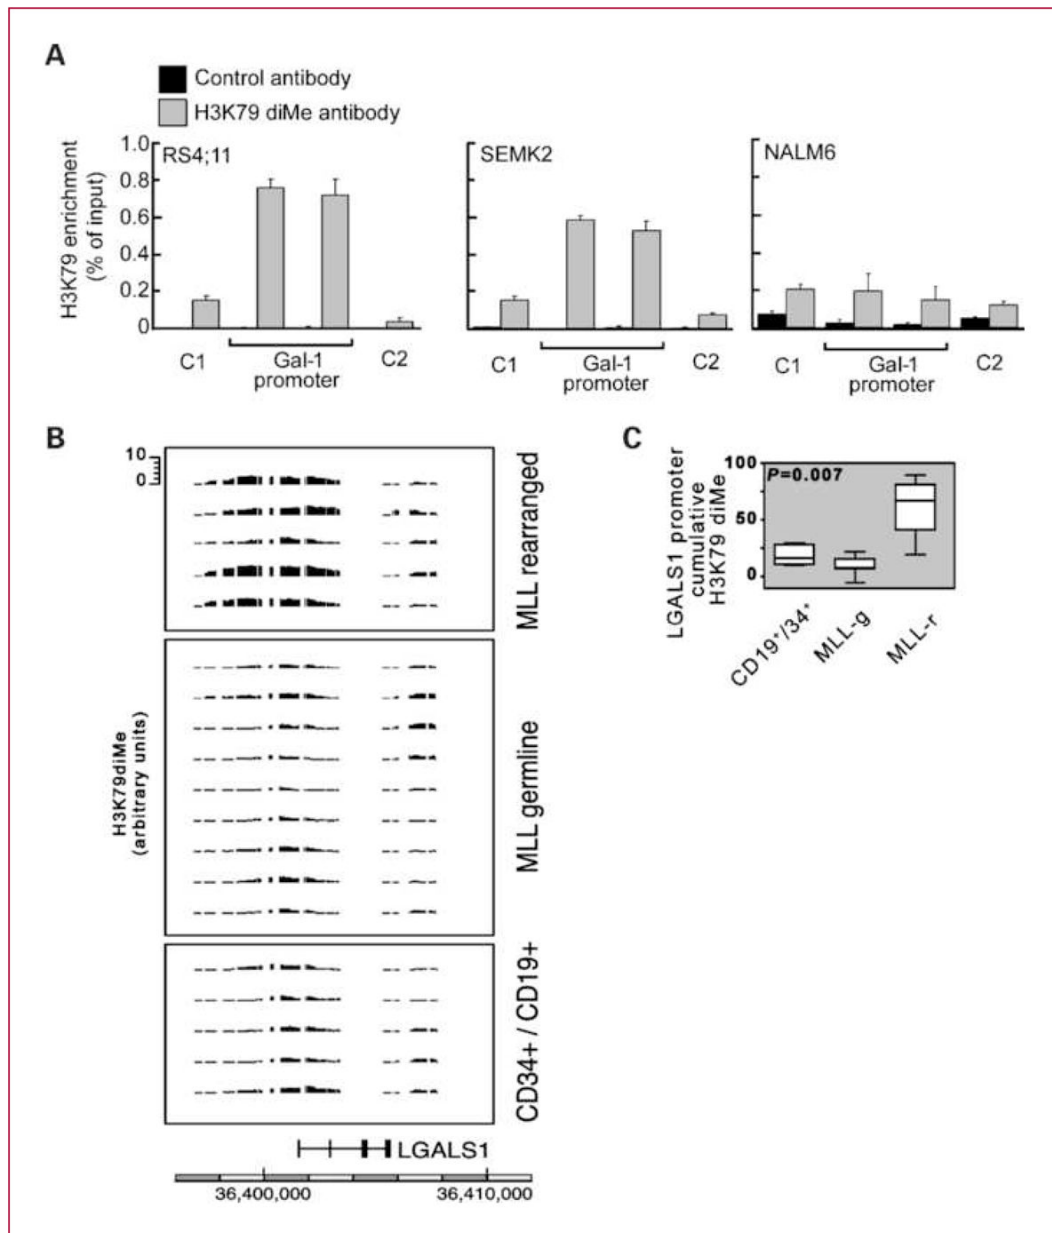 A
Control antibody
H3K79 diMe antibody
H3K79 enrichment
(% of input)
1.0
0.8
0.6
0.4
0.2
0
RS4;11
SEMK2
NALM6
C1
Gal-1
promoter
C2
C1
Gal-1
promoter
C2
C1
Gal-1
promoter
C2
B
10
0
H3K79diMe
(arbitrary units)
MLL rearranged
MLL germline
CD34+ / CD19+
LGALS1
36,400,000
36,410,000
C
LGALS1 promoter
cumulative
H3K79 diMe
100
50
0
P=0.007
CD19⁺/34⁺
MLL-g
MLL-r